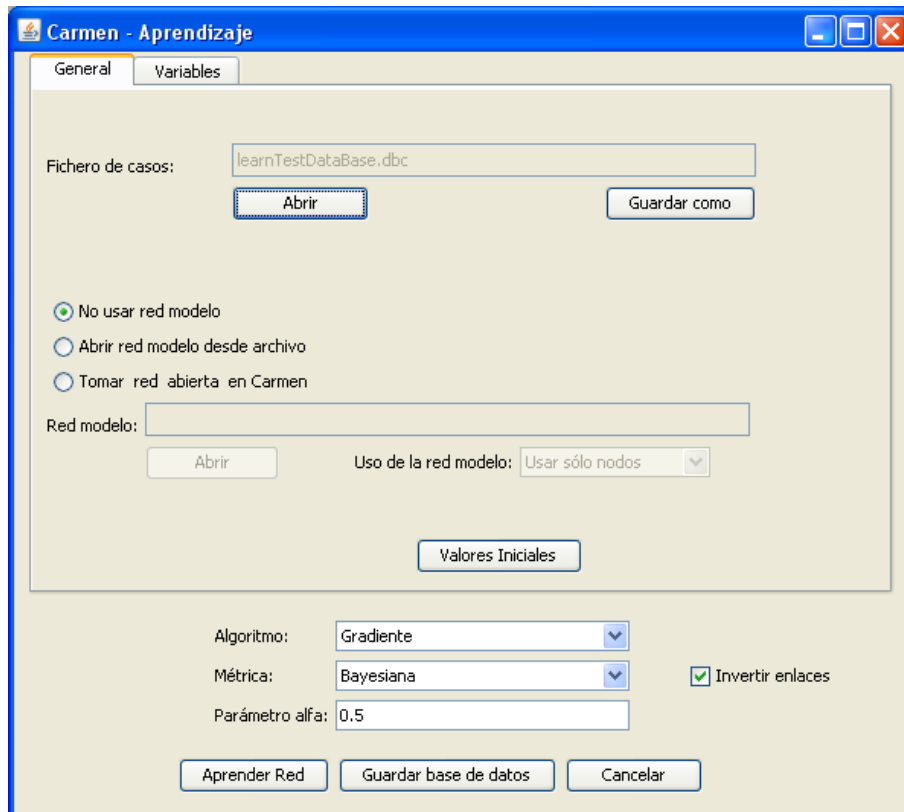 Carmen - Aprendizaje
General Variables
Fichero de casos: learnTestDataBase.dbc
Abrir Guardar como
No usar red modelo
Abrir red modelo desde archivo
Tomar red abierta en Carmen
Red modelo:
Abrir Uso de la red modelo: Usar sólo nodos
Valores Iniciales
Algoritmo: Gradiente
Métrica: Bayesiana Invertir enlaces
Parámetro alfa: 0.5
Aprender Red Guardar base de datos Cancelar